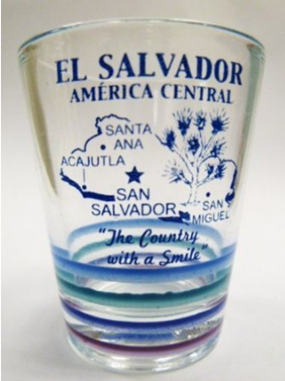 EL SALVADOR
AMÉRICA CENTRAL
SANTA
ANA
ACAJUTLA
SAN
SALVADOR
SAN
MIGUEL
"The Country
with a Smile"